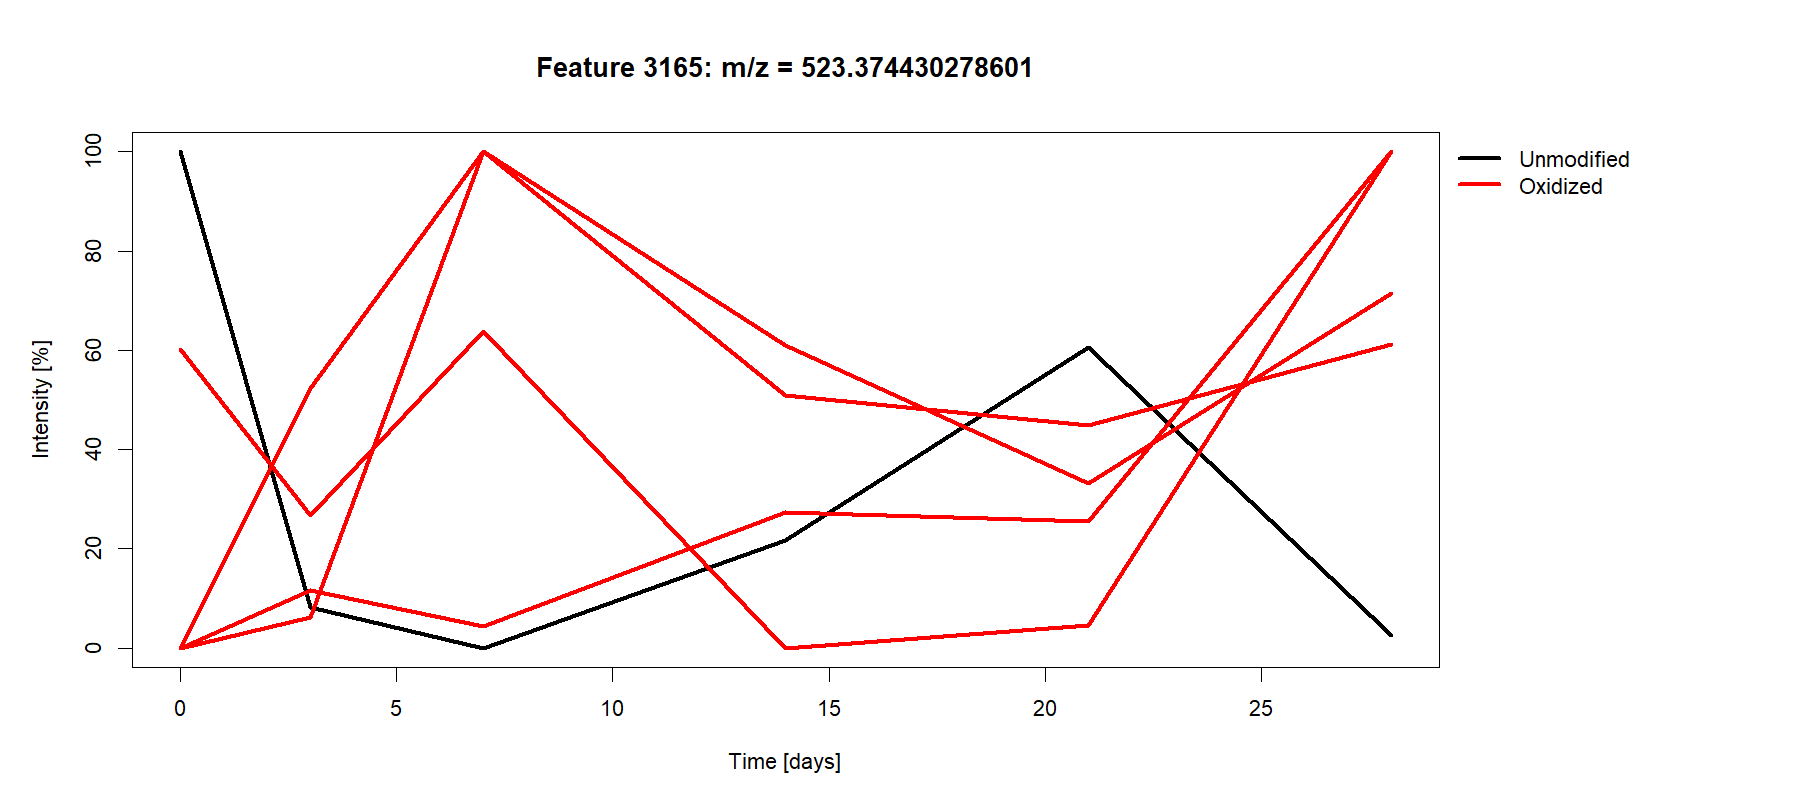 Feature 3165: m/z = 523.374430278601
Unmodified
Oxidized
Intensity [%]
100
80
60
40
20
0
0 5 10 15 20 25
Time [days]